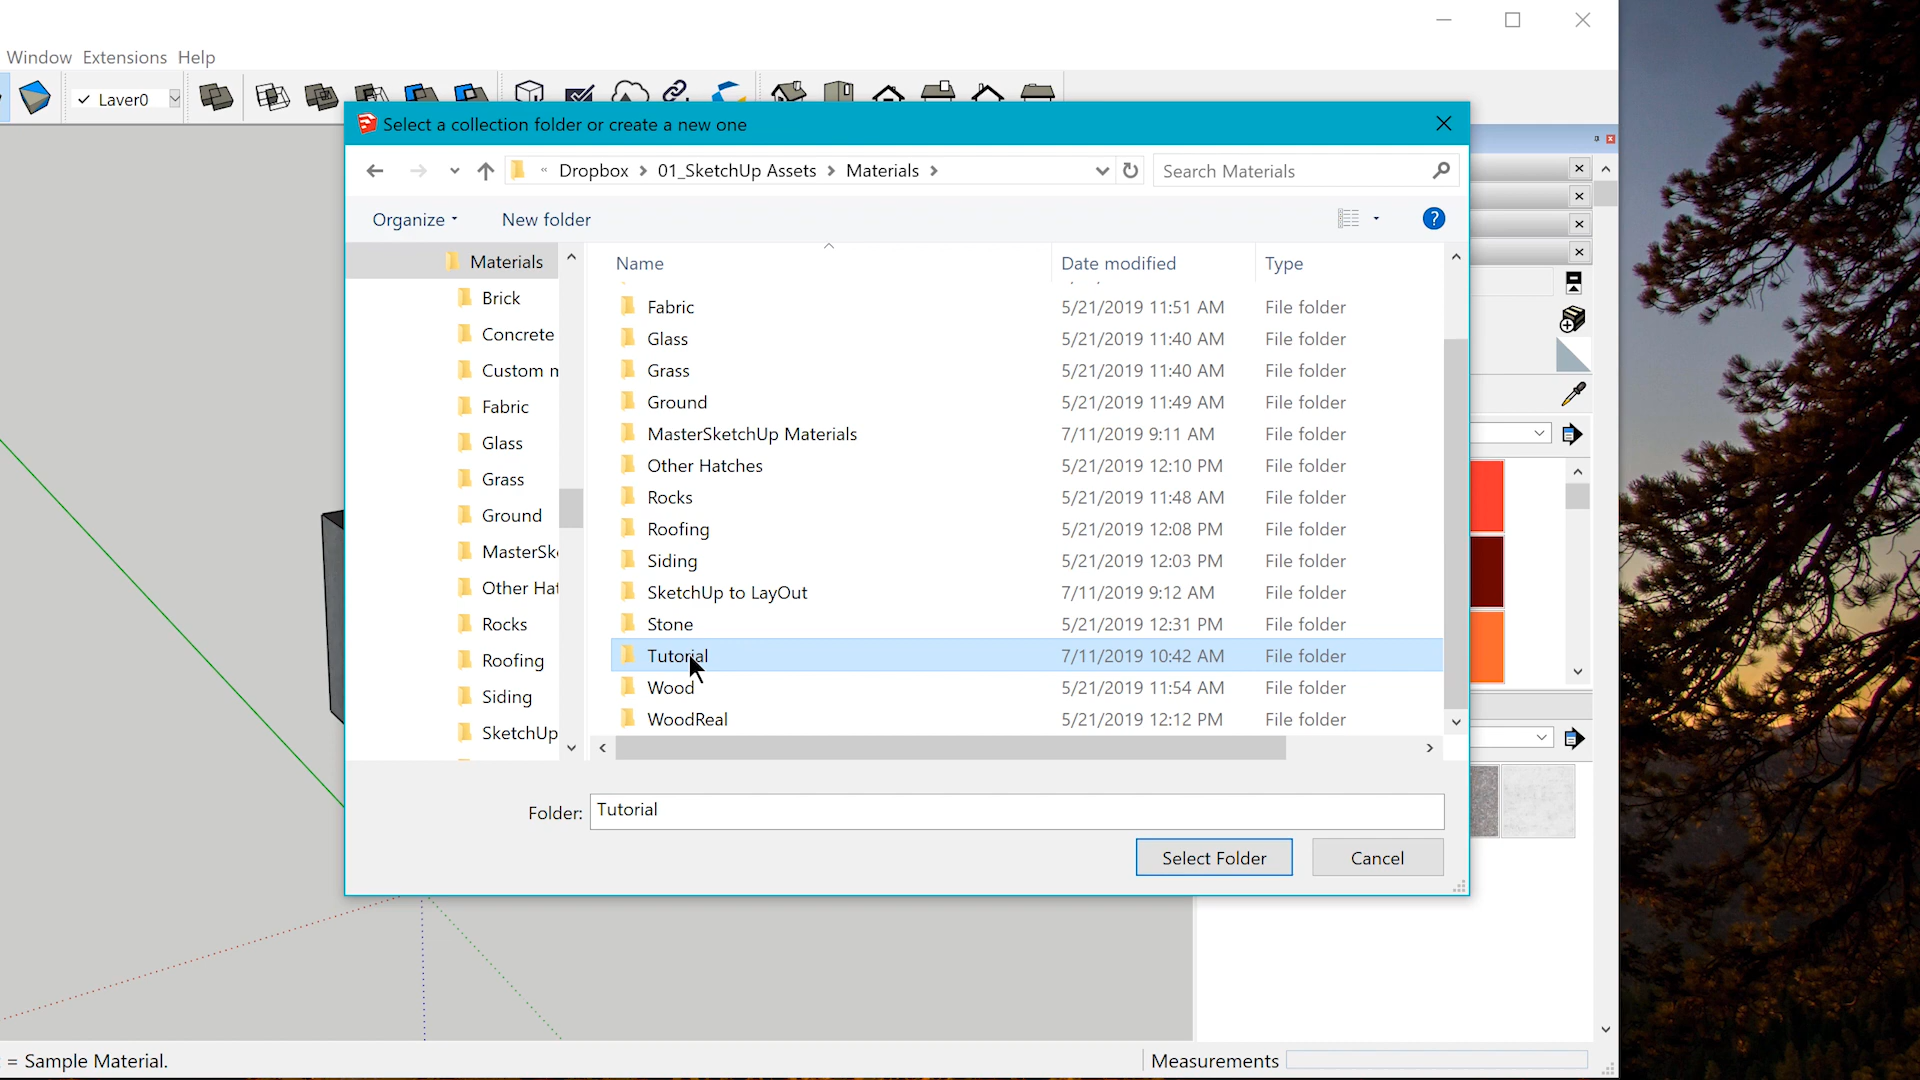 Window Extensions Help
Layer0
Select a collection folder or create a new one
« Dropbox > 01_SketchUp Assets > Materials >
Search Materials
Organize
New folder
?
Materials
Brick
Concrete
Custom
Fabric
Glass
Grass
Ground
MasterSk
Other Hat
Rocks
Roofing
Siding
SketchUp
Name Date modified Type
Fabric 5/21/2019 11:51 AM File folder
Glass 5/21/2019 11:40 AM File folder
Grass 5/21/2019 11:40 AM File folder
Ground 5/21/2019 11:49 AM File folder
MasterSketchUp Materials 7/11/2019 9:11 AM File folder
Other Hatches 5/21/2019 12:10 PM File folder
Rocks 5/21/2019 11:48 AM File folder
Roofing 5/21/2019 12:08 PM File folder
Siding 5/21/2019 12:03 PM File folder
SketchUp to LayOut 7/11/2019 9:12 AM File folder
Stone 5/21/2019 12:31 PM File folder
Tutorial 7/11/2019 10:42 AM File folder
Wood 5/21/2019 11:54 AM File folder
WoodReal 5/21/2019 12:12 PM File folder
Folder: Tutorial
Select Folder
Cancel
= Sample Material.
Measurements